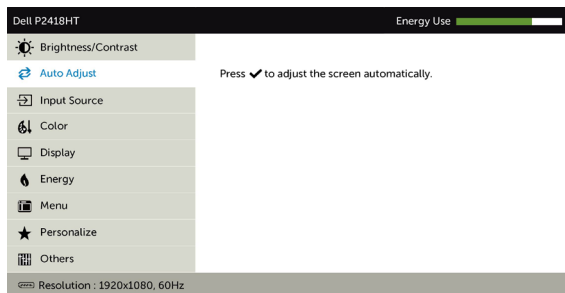 Dell P2418HT
Energy Use
Brightness/Contrast
Auto Adjust
Press ✔ to adjust the screen automatically.
Input Source
Color
Display
Energy
Menu
Personalize
Others
Resolution : 1920x1080, 60Hz